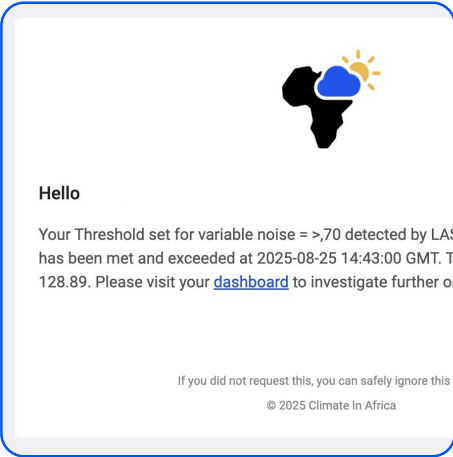 Hello
Your Threshold set for variable noise = >,70 detected by
has been met and exceeded at 2025-08-25 14:43:00 GMT.
128.89. Please visit your dashboard to investigate further
If you did not request this, you can safely ignore this
© 2025 Climate In Africa